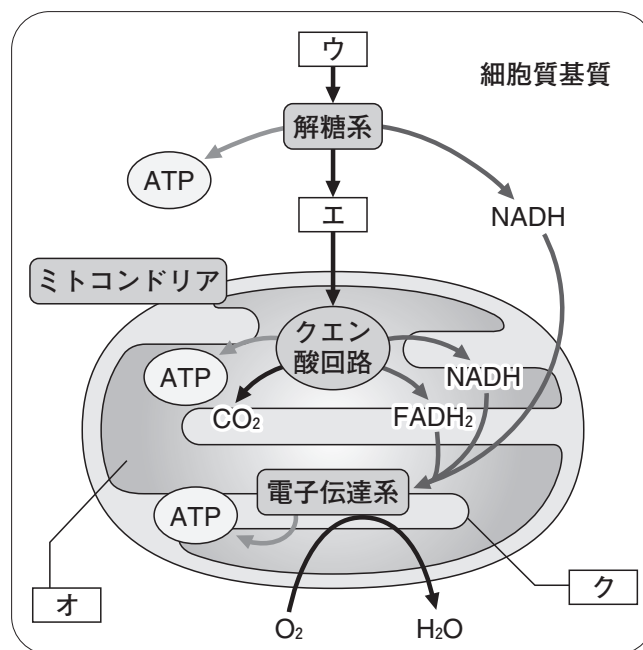 ウ
細胞質基質
解糖系
ATP
エ
NADH
ミトコンドリア
クエン
酸回路
ATP
NADH
CO₂
FADH₂
電子伝達系
ATP
オ
ク
O₂
H₂O